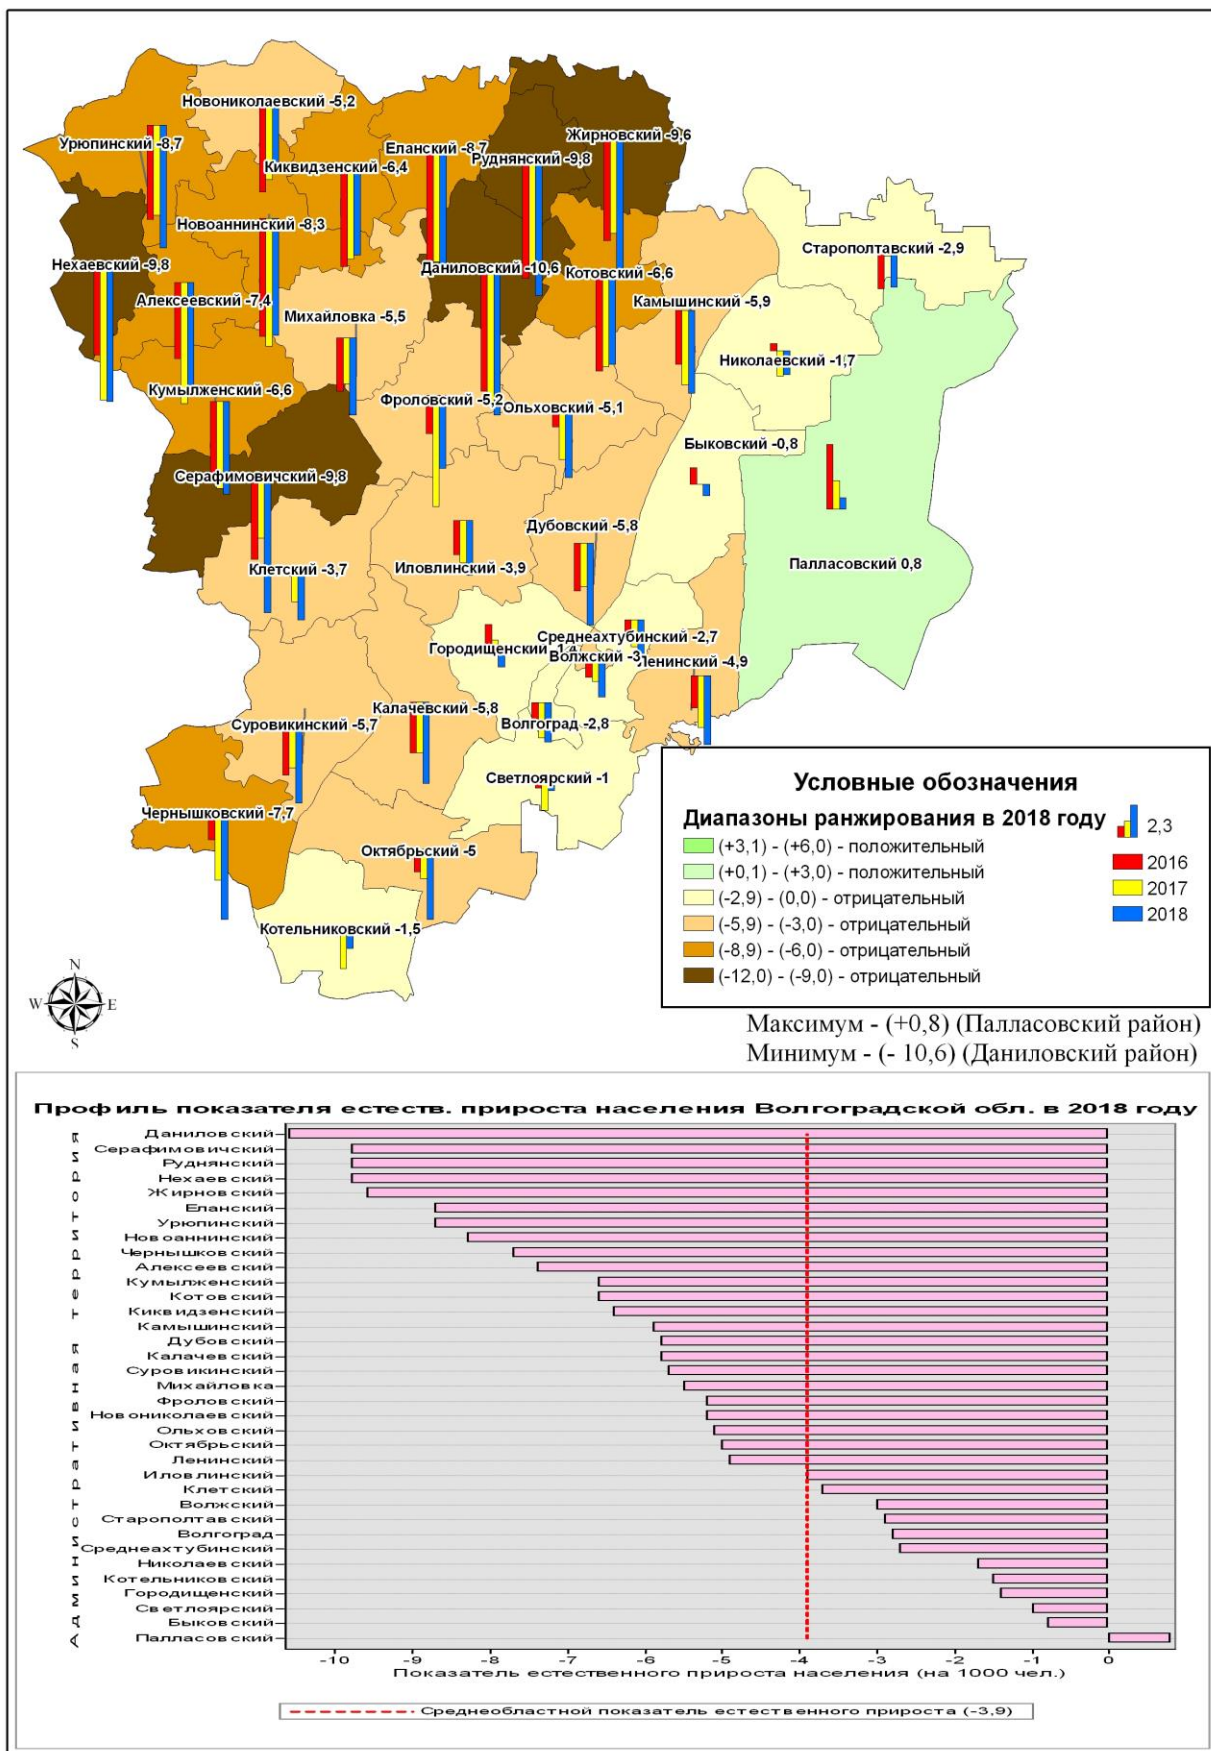 Новониколаевский -5,2
Урюпинский -8,7
Еланский -8,7
Жирновский -9,6
Руднянский -9,8
Киквидзенский -6,4
Новоаннинский -8,3
Старополтавский -2,9
Нехаевский -9,8
Даниловский -10,6
Котовский -6,6
Алексеевский -7,4
Камышинский -5,9
Михайловка -5,5
Николаевский -1,7
Кумылженский -6,6
Фроловский -5,2
Ольховский -5,1
Быковский -0,8
Серафимовичский -9,8
Дубовский -5,8
Клетский -3,7
Иловлинский -3,9
Палласовский 0,8
Среднеахтубинский -2,7
Городищенский
Волжский -3
Ленинский -4,9
Калачевский -5,8
Суровикинский -5,7
Волгоград -2,8
Светлоярский -1
Чернышковский -7,7
Октябрьский -5
Котельниковский -1,5
Условные обозначения
Диапазоны ранжирования в 2018 году
2,3
(+3,1) - (+6,0) - положительный
(+0,1) - (+3,0) - положительный
(-2,9) - (0,0) - отрицательный
(-5,9) - (-3,0) - отрицательный
(-8,9) - (-6,0) - отрицательный
(-12,0) - (-9,0) - отрицательный
2016
2017
2018
N
W
E
S
Максимум - (+0,8) (Палласовский район)
Минимум - (- 10,6) (Даниловский район)
Профиль показателя естеств. прироста населения Волгоградской обл. в 2018 году
Административная территория
Даниловский
Серафимовичский
Руднянский
Нехаевский
Жирновский
Еланский
Урюпинский
Новоаннинский
Чернышковский
Алексеевский
Кумылженский
Котовский
Киквидзенский
Камышинский
Дубовский
Калачевский
Суровикинский
Михайловка
Фроловский
Новониколаевский
Ольховский
Октябрьский
Ленинский
Иловлинский
Клетский
Волжский
Старополтавский
Волгоград
Среднеахтубинский
Николаевский
Котельниковский
Городищенский
Светлоярский
Быковский
Палласовский
-10 -9 -8 -7 -6 -5 -4 -3 -2 -1 0
Показатель естественного прироста населения (на 1000 чел.)
Среднеобластной показатель естественного прироста (-3,9)